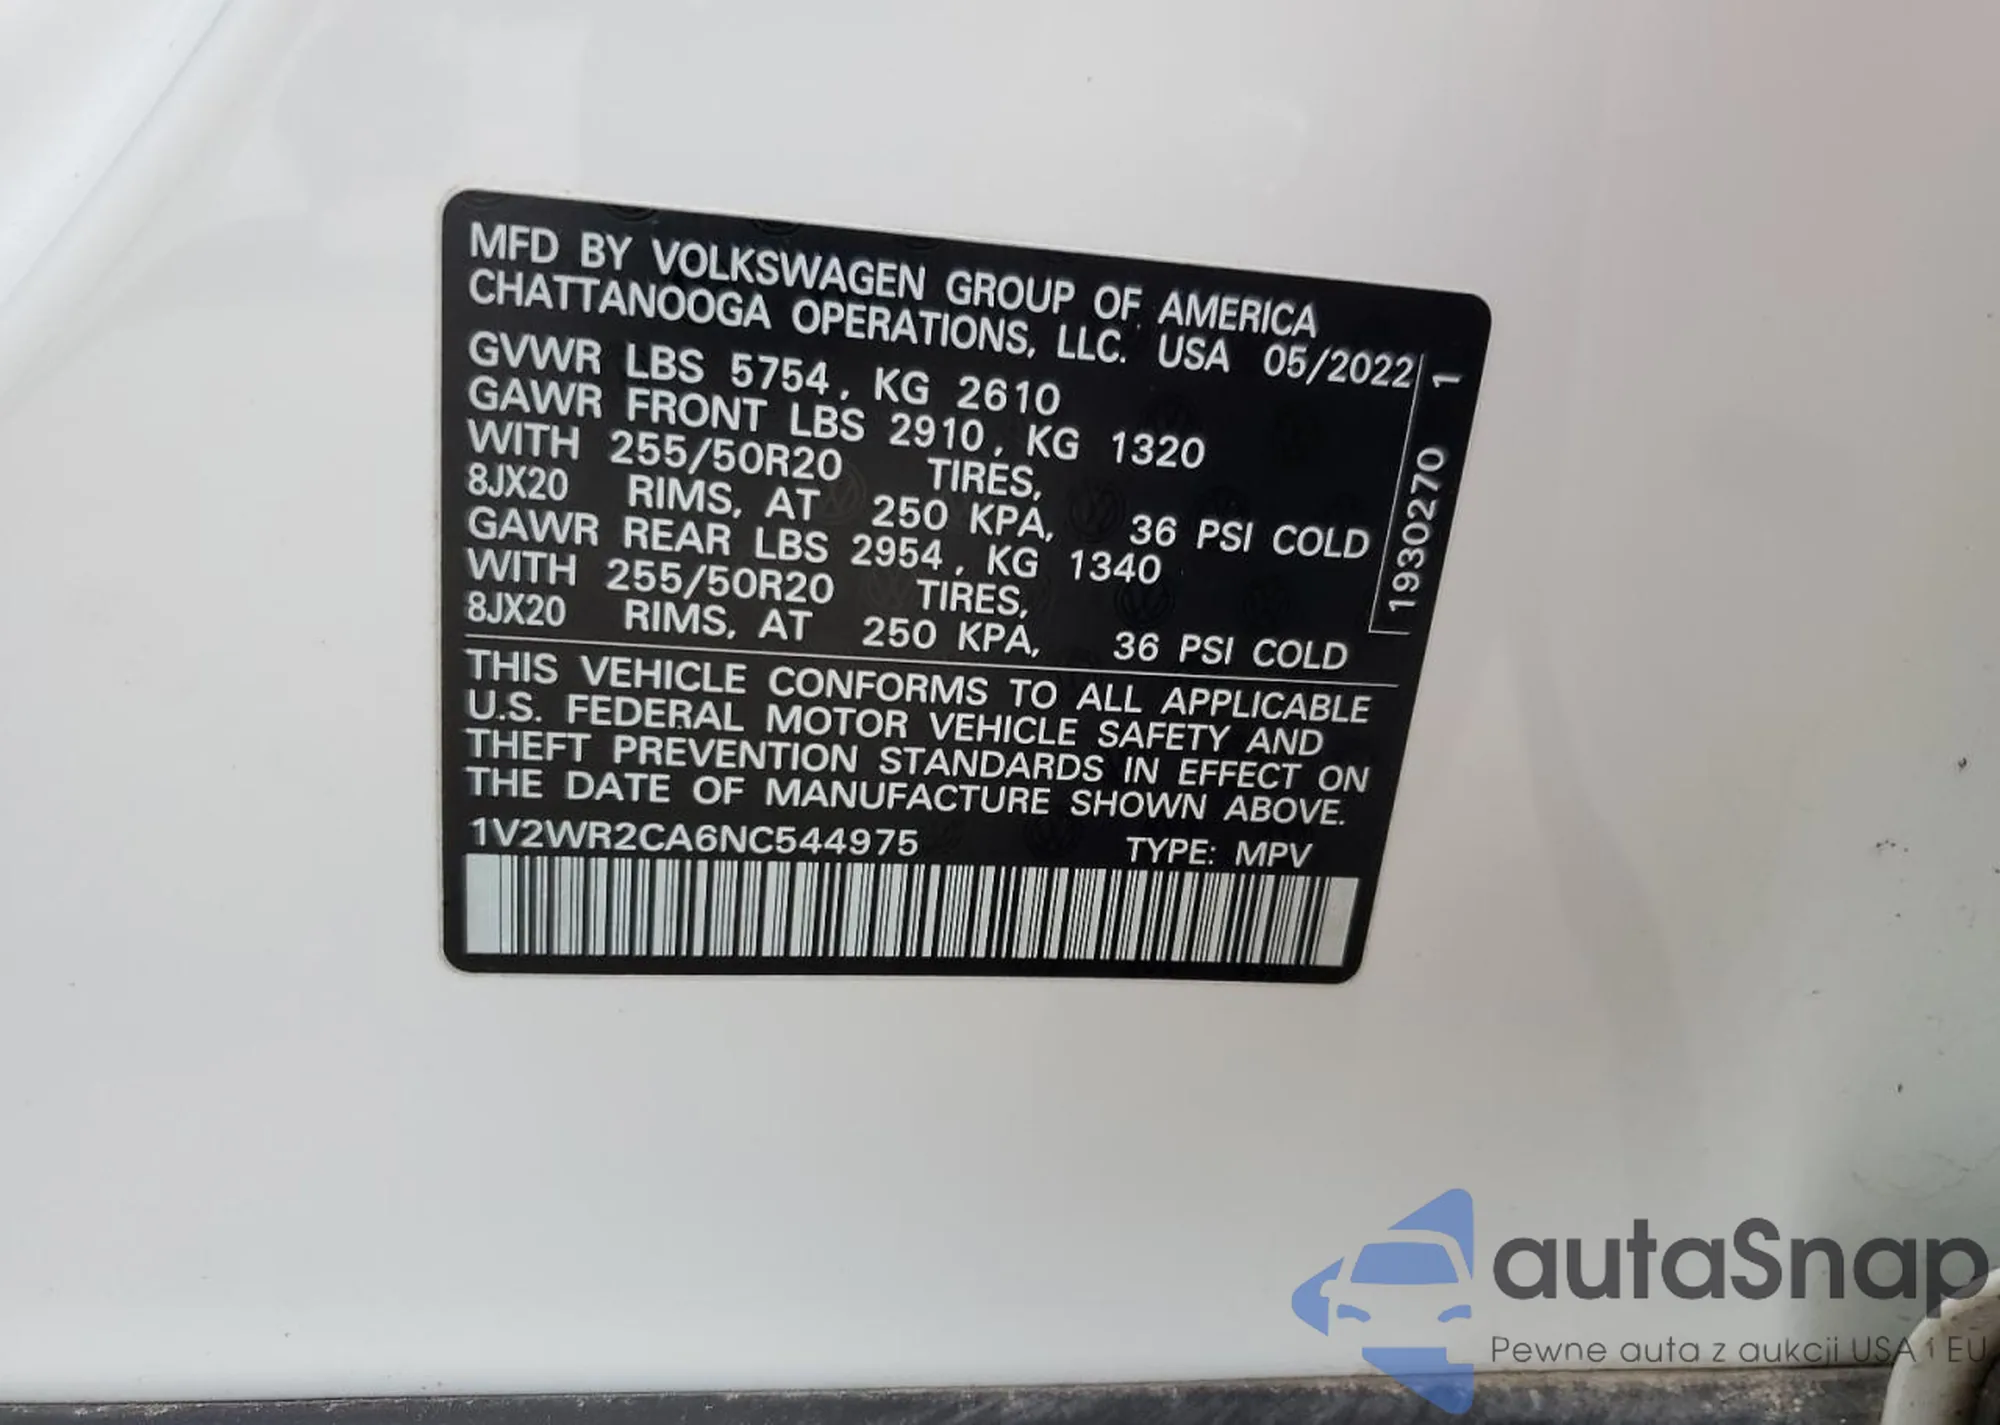 MFD BY VOLKSWAGEN GROUP OF AMERICA
CHATTANOOGA OPERATIONS, LLC. USA 05/2022
GVWR LBS 5754, KG 2610
GAWR FRONT LBS 2910, KG 1320
WITH 255/50R20 TIRES,
8JX20 RIMS, AT 250 KPA, 36 PSI COLD
GAWR REAR LBS 2954, KG 1340
WITH 255/50R20 TIRES,
8JX20 RIMS, AT 250 KPA, 36 PSI COLD
19302270 1
THIS VEHICLE CONFORMS TO ALL APPLICABLE
U.S. FEDERAL MOTOR VEHICLE SAFETY AND
THEFT PREVENTION STANDARDS IN EFFECT ON
THE DATE OF MANUFACTURE SHOWN ABOVE.
1V2WR2CA6NC544975 TYPE: MPV
autaSnap
Pewne auta z aukcji USA i EU